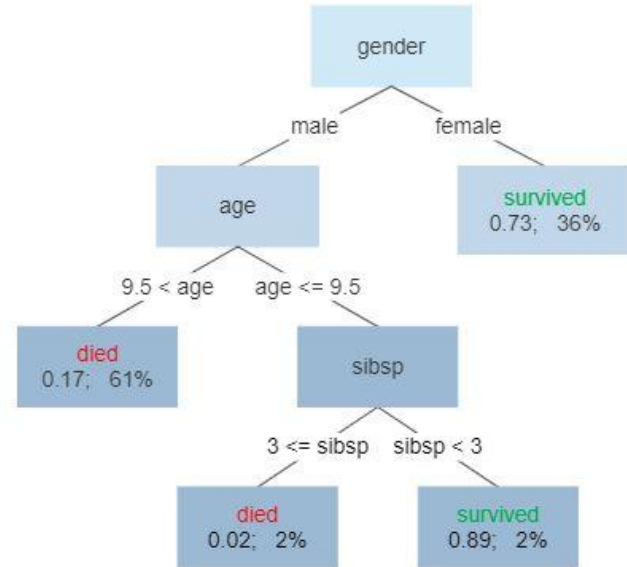 gender
male
female
age
survived
0.73; 36%
9.5 < age
age <= 9.5
died
0.17; 61%
sibsp
3 <= sibsp
sibsp < 3
died
0.02; 2%
survived
0.89; 2%